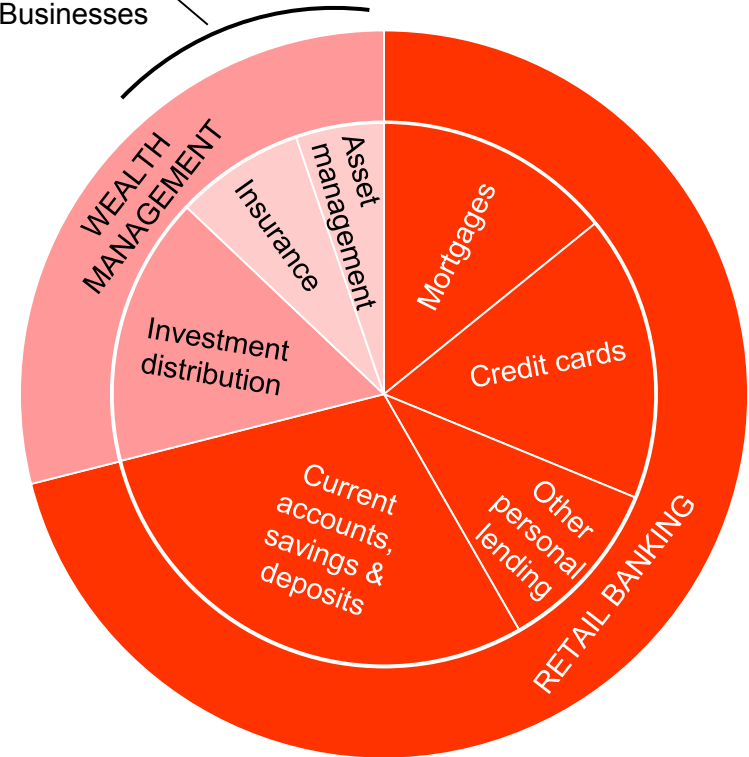 Businesses
WEALTH
MANAGEMENT
Asset
management
Insurance
Investment
distribution
Mortgages
Credit cards
Other
personal
lending
Current
accounts,
savings &
deposits
RETAIL BANKING